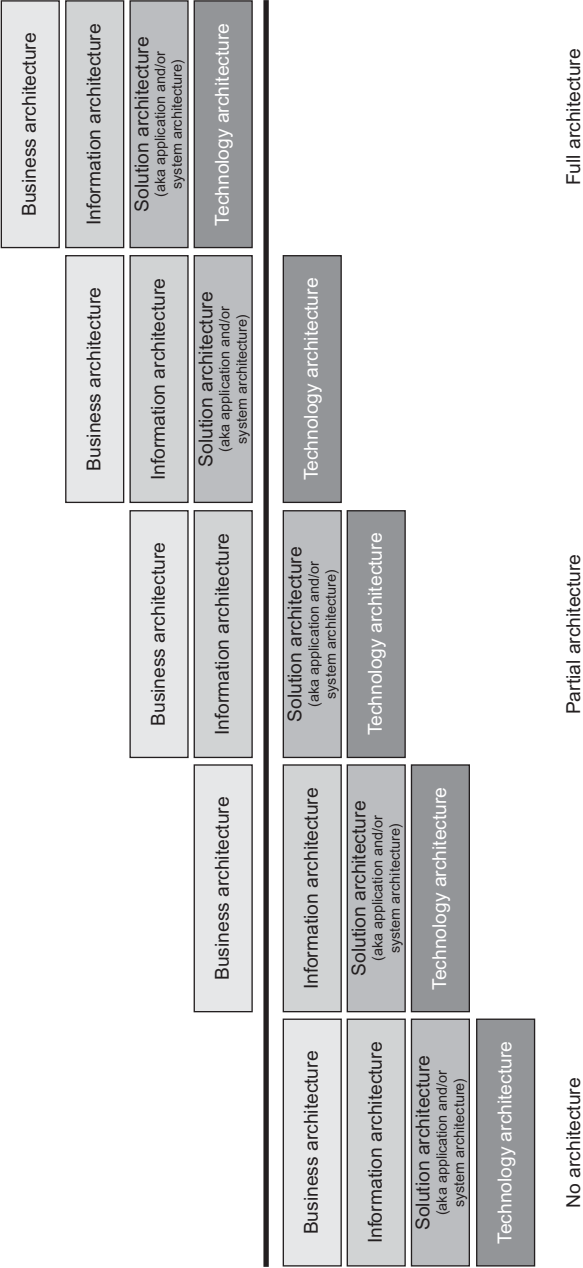 Business architecture
Information architecture
Solution architecture
(aka application and/or
system architecture)
Technology architecture
Business architecture
Information architecture
Solution architecture
(aka application and/or
system architecture)
Technology architecture
Business architecture
Information architecture
Solution architecture
(aka application and/or
system architecture)
Technology architecture
Business architecture
Information architecture
Solution architecture
(aka application and/or
system architecture)
Technology architecture
Business architecture
Information architecture
Solution architecture
(aka application and/or
system architecture)
Technology architecture
No architecture
Partial architecture
Full architecture